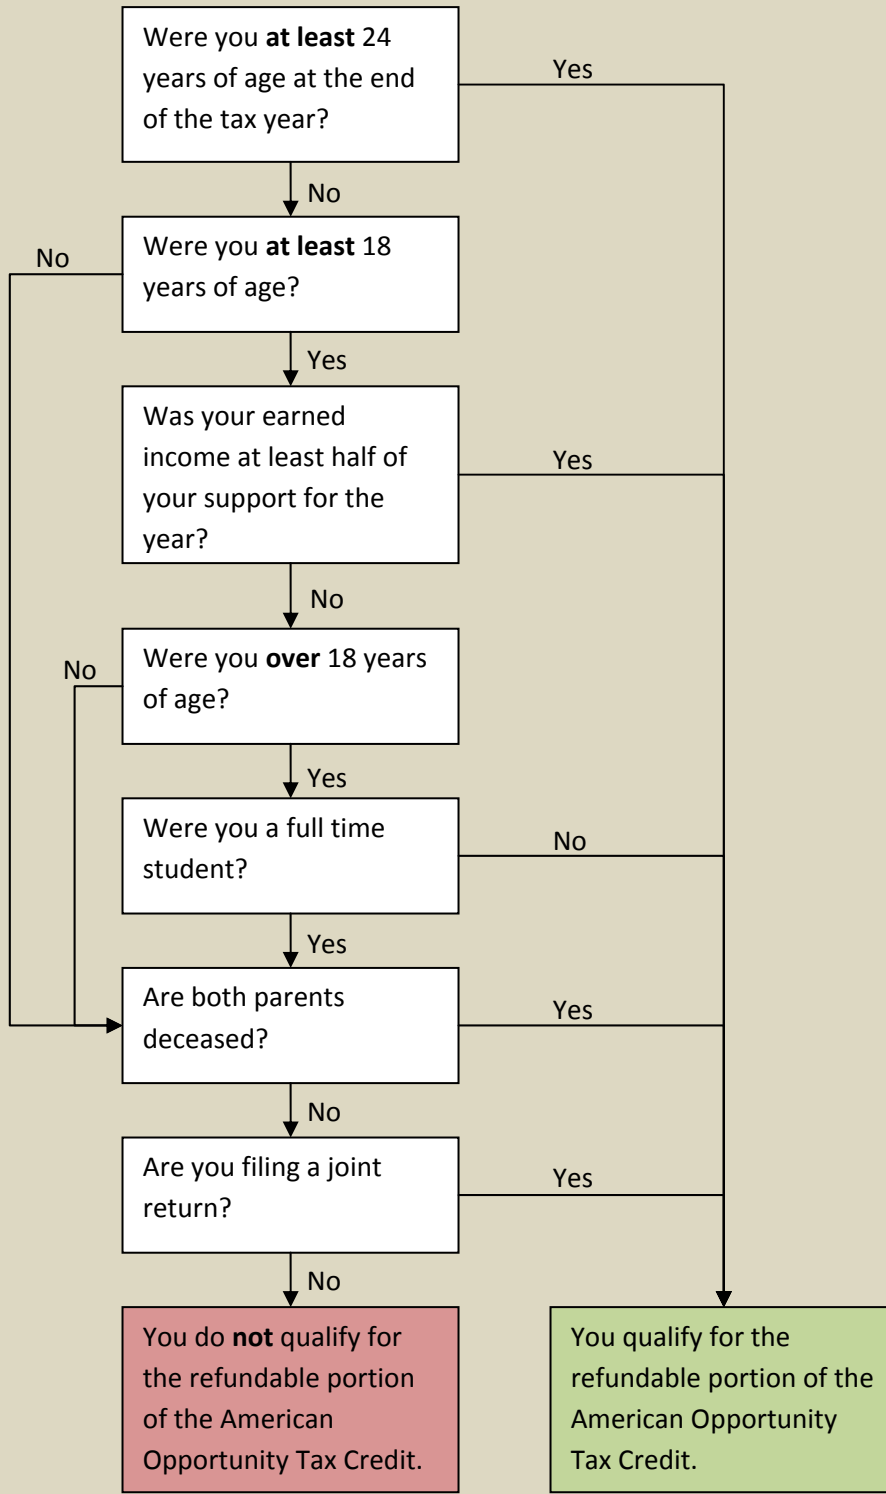 Were you at least 24
years of age at the end
of the tax year?
Yes
No
Were you at least 18
years of age?
No
Yes
Was your earned
income at least half of
your support for the
year?
Yes
No
Were you over 18 years
of age?
No
Yes
Were you a full time
student?
No
Yes
Are both parents
deceased?
Yes
No
Are you filing a joint
return?
Yes
No
You do not qualify for
the refundable portion
of the American
Opportunity Tax Credit.
You qualify for the
refundable portion of the
American Opportunity
Tax Credit.